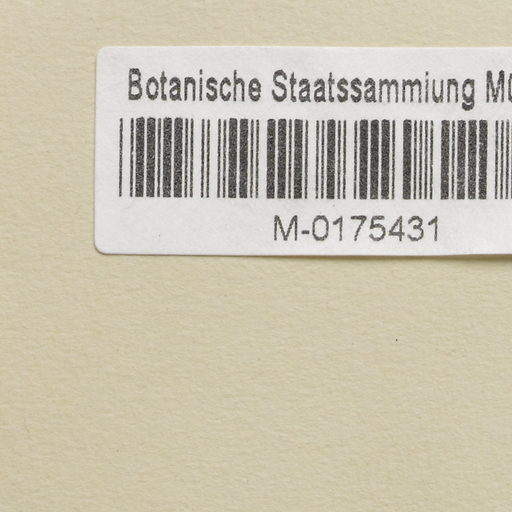 Botanische Staatssammlung
M-0175431